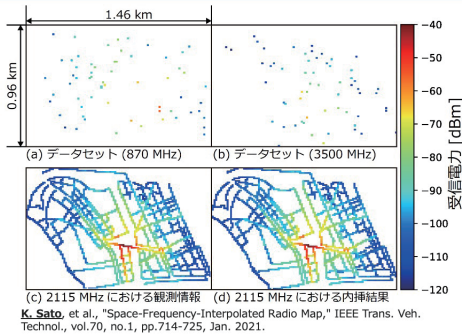 1.46 km
0.96 km
(a) データセット (870 MHz)
(b) データセット (3500 MHz)
(c) 2115 MHz における観測情報
(d) 2115 MHz における内挿結果
−40
−50
−60
−70
−80
−90
−100
−110
−120
受信電力 [dBm]
K. Sato, et al., "Space-Frequency-Interpolated Radio Map," IEEE Trans. Veh.
Technol., vol.70, no.1, pp.714-725, Jan. 2021.